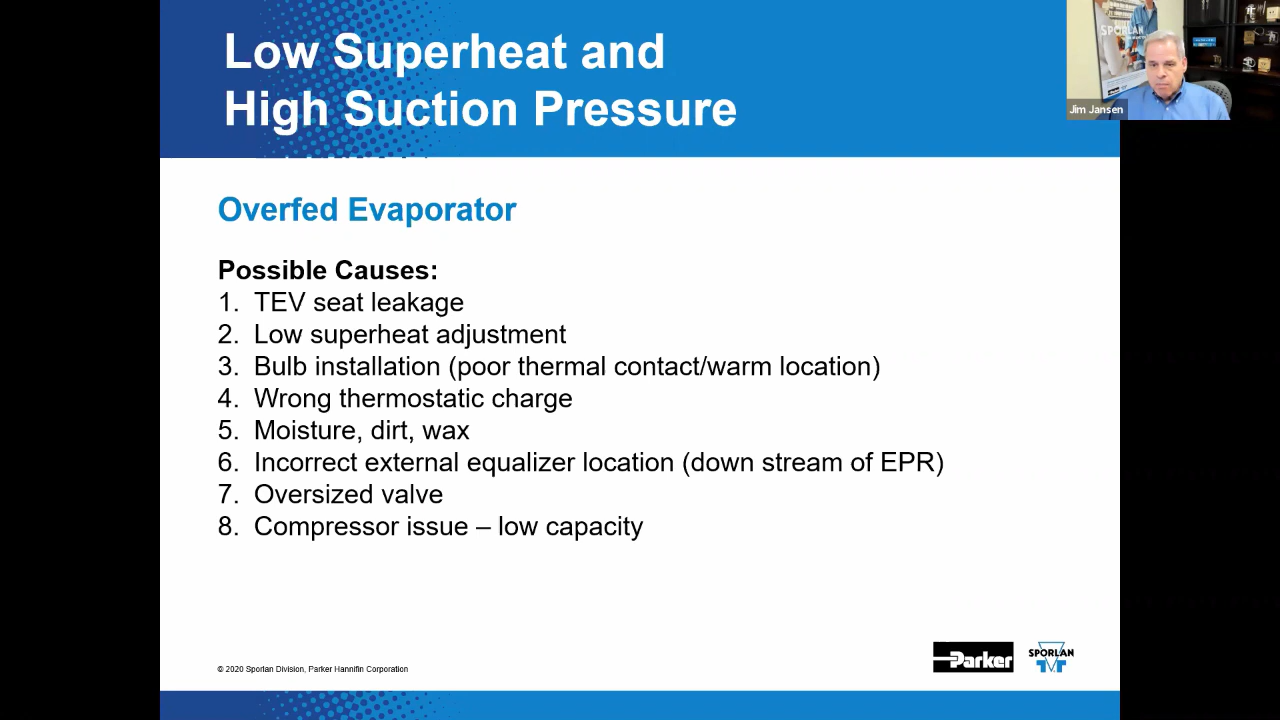 Low Superheat and
High Suction Pressure
SPORLAN
Jim Jansen
Overfed Evaporator
Possible Causes:
1. TEV seat leakage
2. Low superheat adjustment
3. Bulb installation (poor thermal contact/warm location)
4. Wrong thermostatic charge
5. Moisture, dirt, wax
6. Incorrect external equalizer location (down stream of EPR)
7. Oversized valve
8. Compressor issue – low capacity
© 2020 Sporlan Division, Parker Hannifin Corporation
Parker
SPORLAN